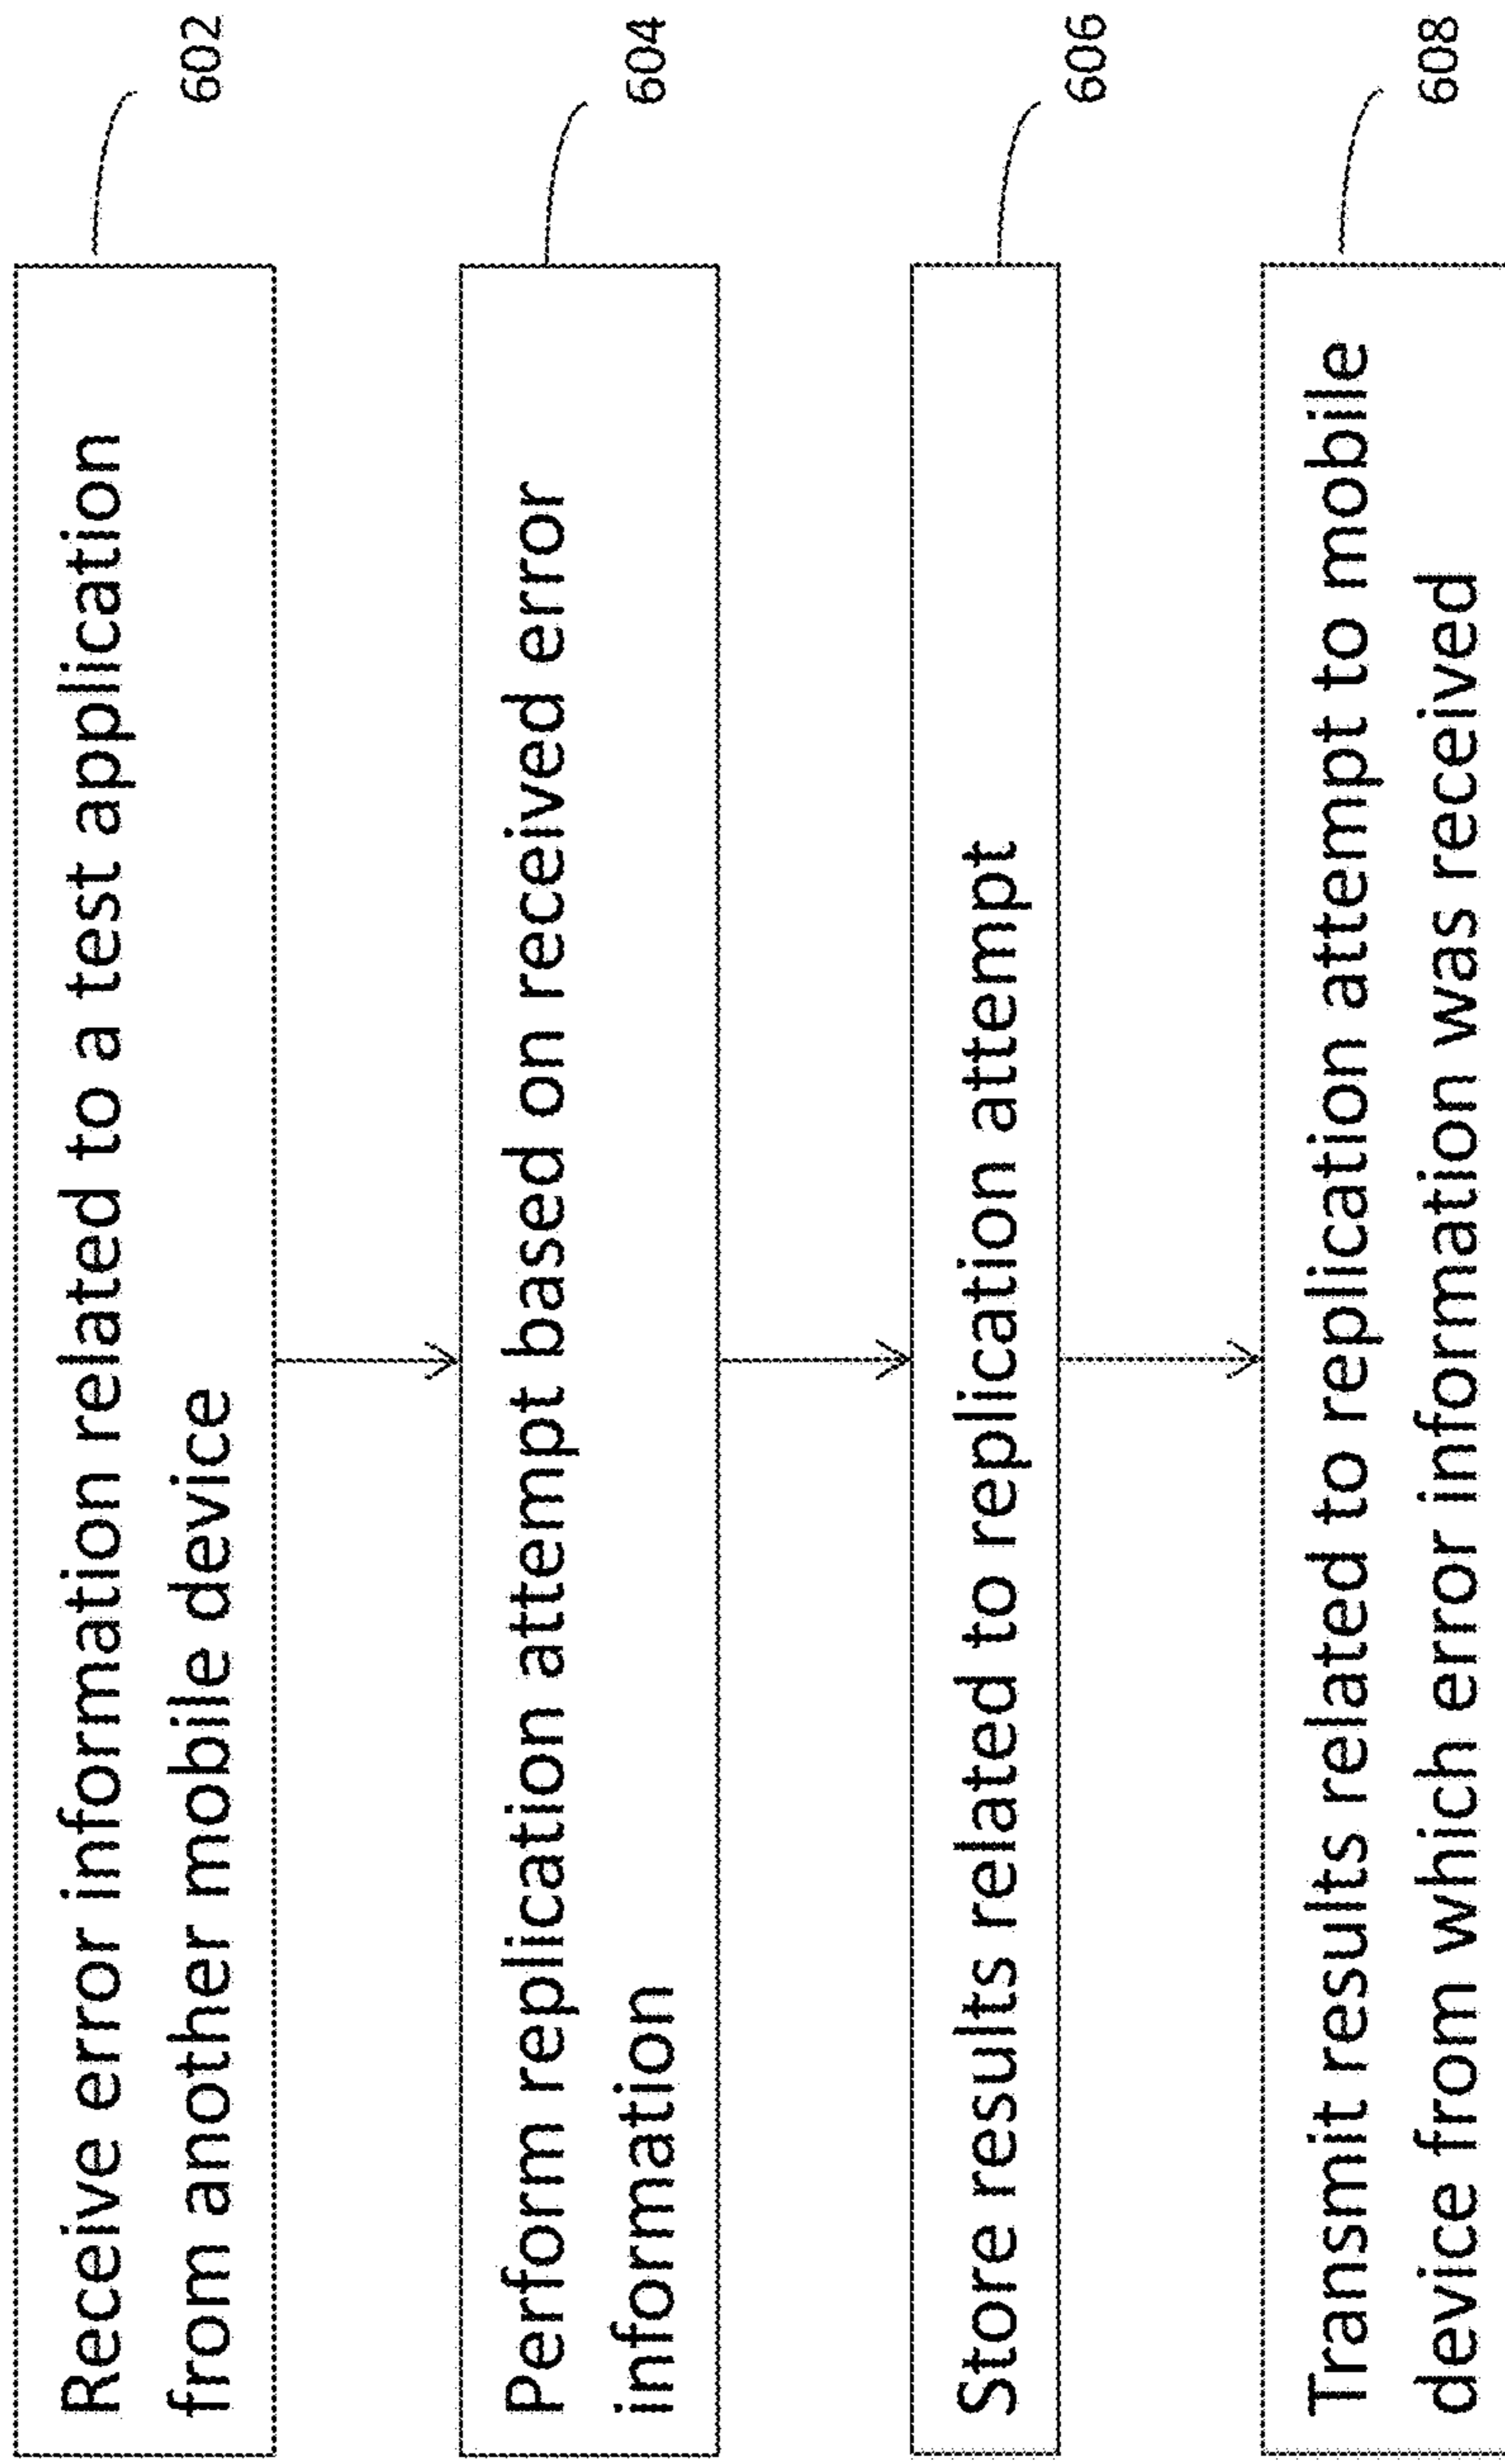 Receive error information related to a test application
from another mobile device
602
Perform replication attempt based on received error
information
604
Store results related to replication attempt
606
Transmit results related to replication attempt to mobile
device from which error information was received
608